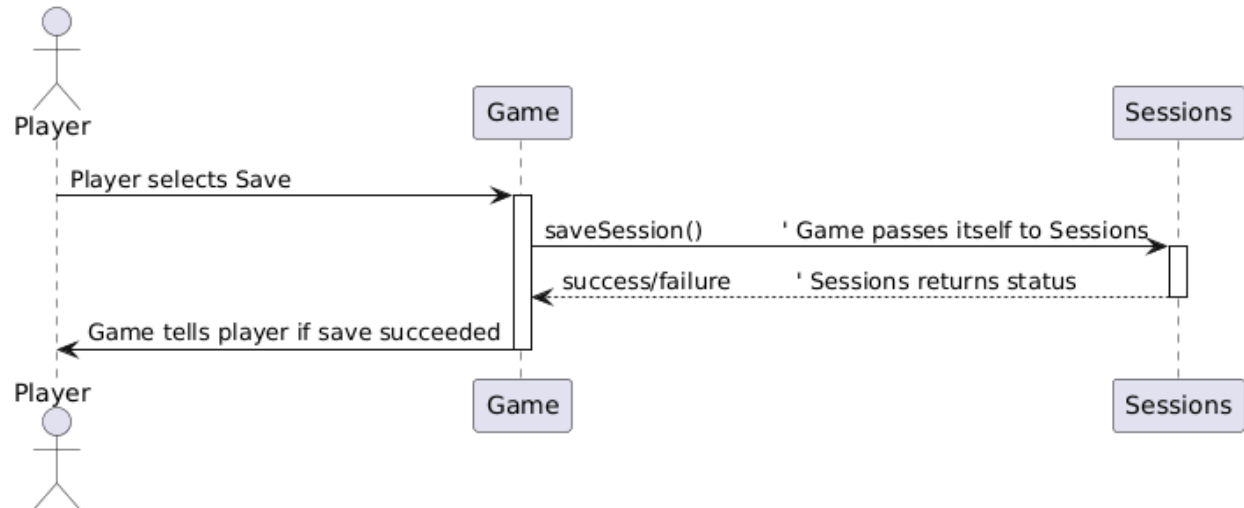 Player
Game
Sessions
Player selects Save
saveSession() ' Game passes itself to Sessions
success/failure ' Sessions returns status
Game tells player if save succeeded
Player
Game
Sessions